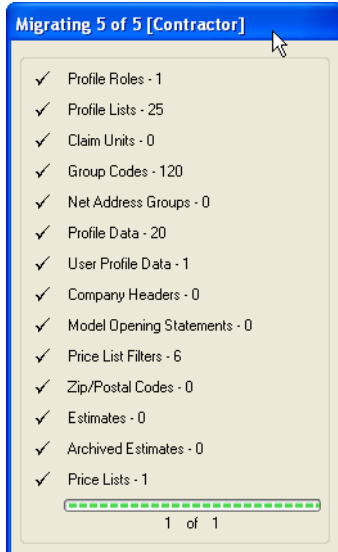 Migrating 5 of 5 [Contractor]
Profile Roles - 1
Profile Lists - 25
Claim Units - 0
Group Codes - 120
Net Address Groups - 0
Profile Data - 20
User Profile Data - 1
Company Headers - 0
Model Opening Statements - 0
Price List Filters - 6
Zip/Postal Codes - 0
Estimates - 0
Archived Estimates - 0
Price Lists - 1
1 of 1